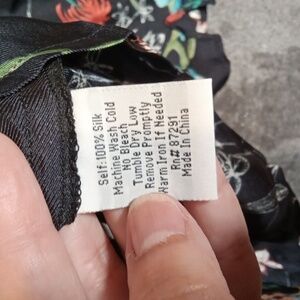 Self: 100% Silk
Machine Wash Cold
No Bleach
Tumble Dry Low
Remove Promptly
Warm Iron If Needed
Rn# 87291
Made In China